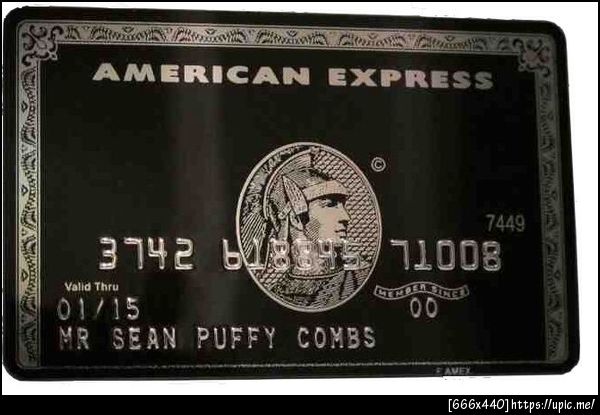 AMERICAN EXPRESS
©
7449
3742 71008
Valid Thru
MEMBER SINCE
01/15 00
MR SEAN PUFFY COMBS
AMEX
[666x440]https://upic.me/